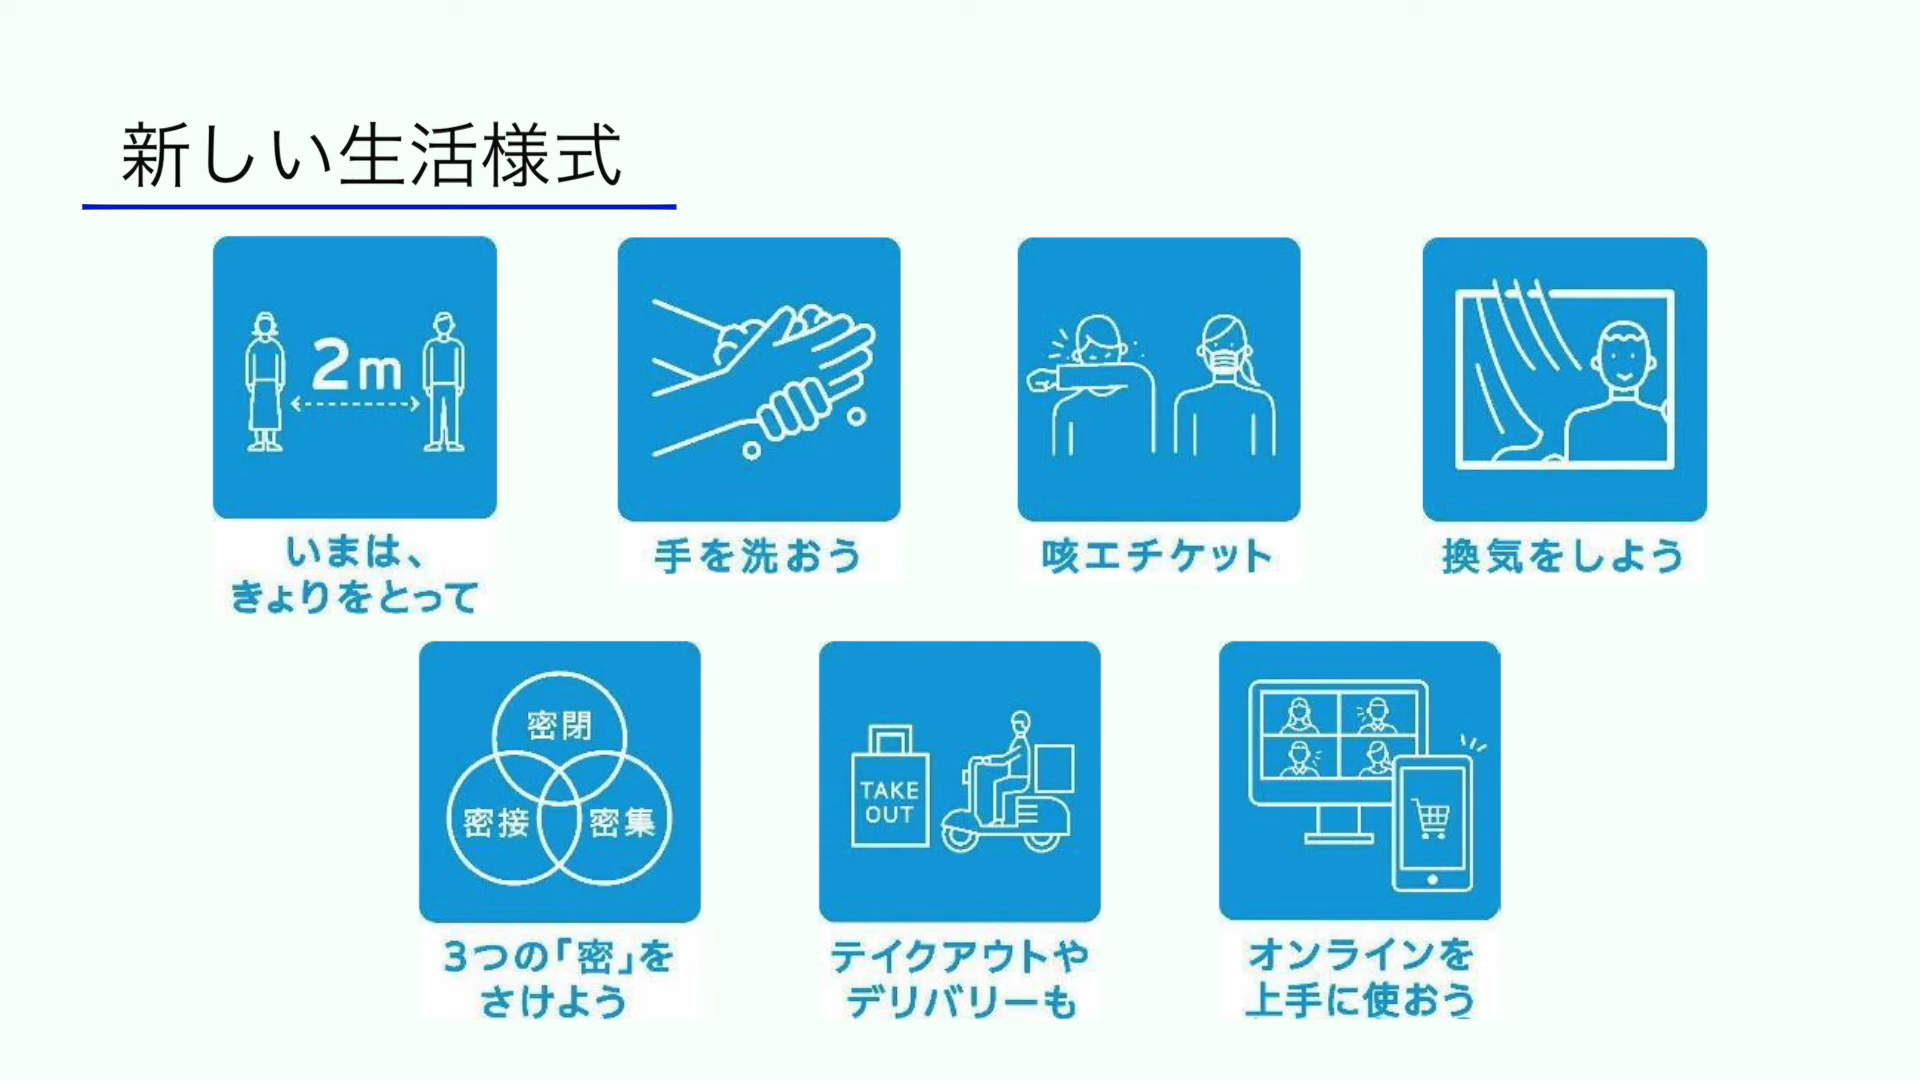 新しい生活様式
2m
いまは、
きょりをとって
手を洗おう
咳エチケット
換気をしよう
密閉
密接
密集
3つの「密」を
さけよう
TAKE
OUT
テイクアウトや
デリバリーも
オンラインを
上手に使おう